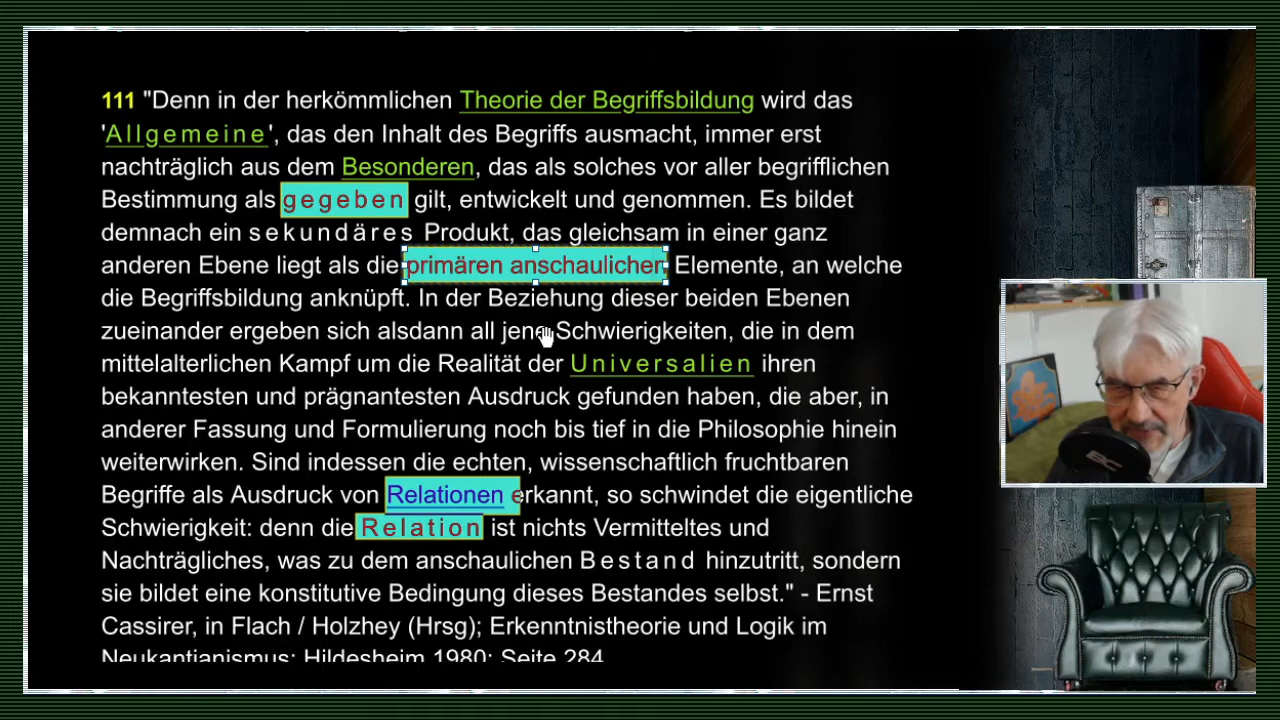 111 "Denn in der herkömmlichen Theorie der Begriffsbildung wird das
'Allgemeine', das den Inhalt des Begriffs ausmacht, immer erst
nachträglich aus dem Besonderen, das als solches vor aller begrifflichen
Bestimmung als gegeben gilt, entwickelt und genommen. Es bildet
demnach ein sekundäres Produkt, das gleichsam in einer ganz
anderen Ebene liegt als die primären anschaulichen Elemente, an welche
die Begriffsbildung anknüpft. In der Beziehung dieser beiden Ebenen
zueinander ergeben sich alsdann all jene Schwierigkeiten, die in dem
mittelalterlichen Kampf um die Realität der Universalien ihren
bekanntesten und prägnantesten Ausdruck gefunden haben, die aber, in
anderer Fassung und Formulierung noch bis tief in die Philosophie hinein
weiterwirken. Sind indessen die echten, wissenschaftlich fruchtbaren
Begriffe als Ausdruck von Relationen erkannt, so schwindet die eigentliche
Schwierigkeit: denn die Relation ist nichts Vermitteltes und
Nachträgliches, was zu dem anschaulichen Bestand hinzutritt, sondern
sie bildet eine konstitutive Bedingung dieses Bestandes selbst." - Ernst
Cassirer, in Flach / Holzhey (Hrsg); Erkenntnistheorie und Logik im
Neukantianismus; Hildesheim 1980; Seite 284